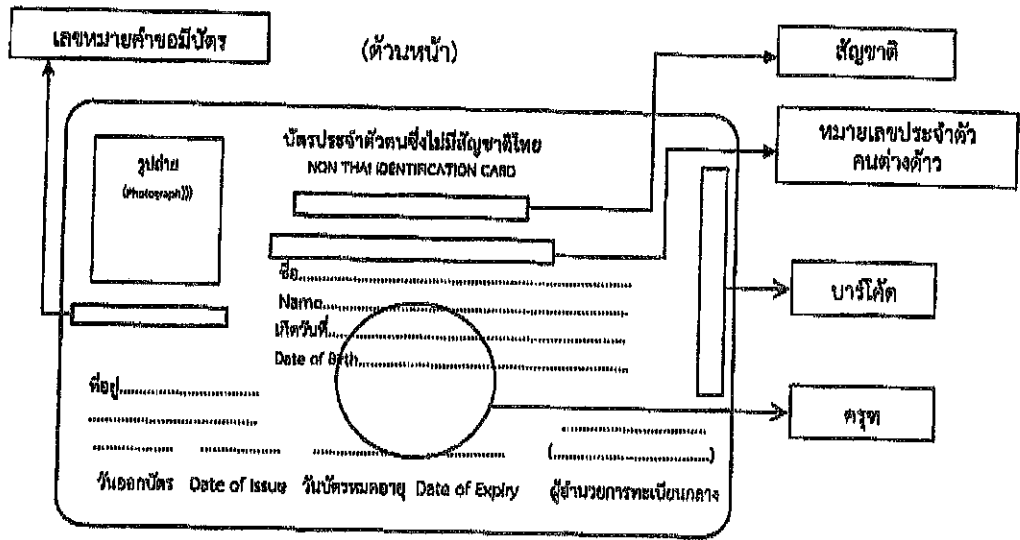 เลขหมายคำขอมีบัตร
(ด้านหน้า)
สัญชาติ
หมายเลขประจำตัว
คนต่างด้าว
บัตรประจำตัวคนซึ่งไม่มีสัญชาติไทย
NON THAI IDENTIFICATION CARD
รูปถ่าย
(Photograph)))
ชื่อ
Name
เกิดวันที่
Date of Birth
บาร์โค้ด
ที่อยู่
ครุฑ
(..............................)
วันออกบัตร Date of Issue วันบัตรหมดอายุ Date of Expiry ผู้อำนวยการทะเบียนกลาง